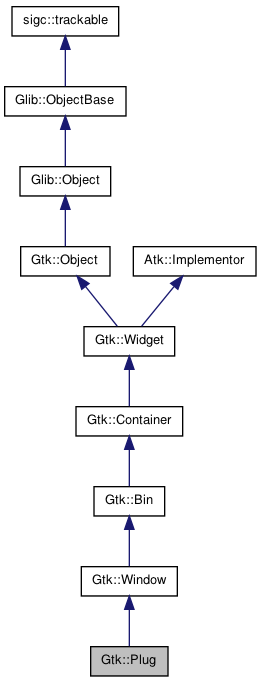 sigc::trackable
Glib::ObjectBase
Glib::Object
Gtk::Object
Atk::Implementor
Gtk::Widget
Gtk::Container
Gtk::Bin
Gtk::Window
Gtk::Plug